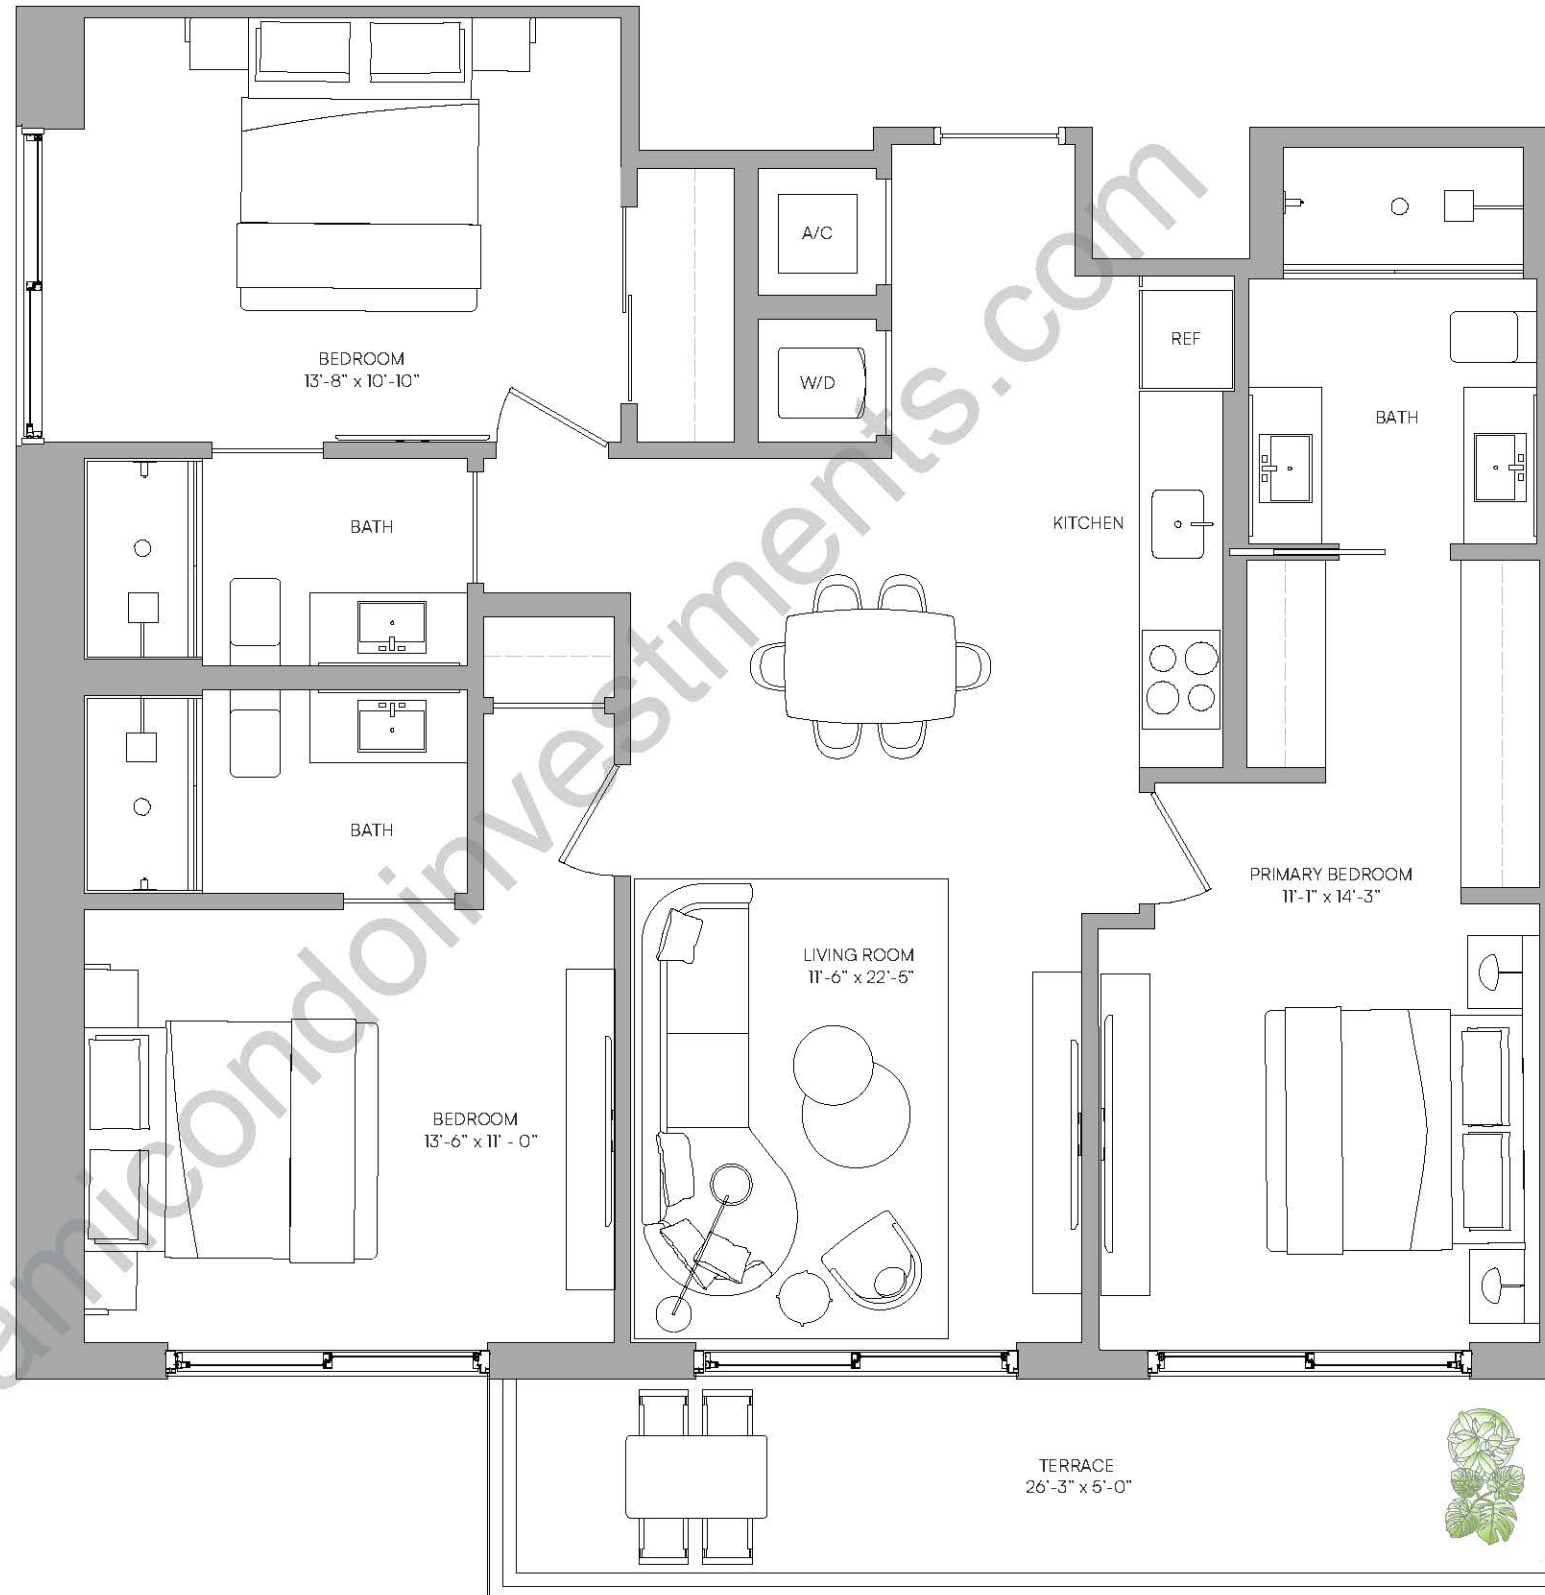 A/C
REF
BEDROOM
13'-8" x 10'-10"
W/D
BATH
KITCHEN
BATH
BATH
PRIMARY BEDROOM
11'-1" x 14'-3"
LIVING ROOM
11'-6" x 22'-5"
BEDROOM
13'-6" x 11' - 0"
TERRACE
26'-3" x 5'-0"
amicondoinvestments.com